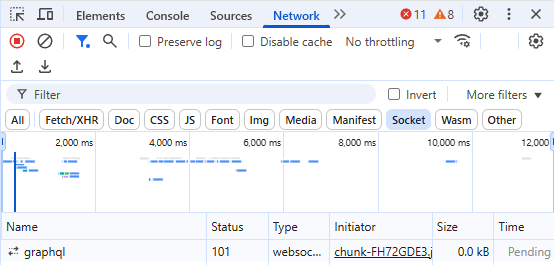 Elements Console Sources Network 11 8
Preserve log Disable cache No throttling
Filter Invert More filters
All Fetch/XHR Doc CSS JS Font Img Media Manifest Socket Wasm Other
2,000 ms 4,000 ms 6,000 ms 8,000 ms 10,000 ms 12,000
Name Status Type Initiator Size Time
graphql 101 websoc... chunk-FH72GDE3.j 0.0 kB Pending